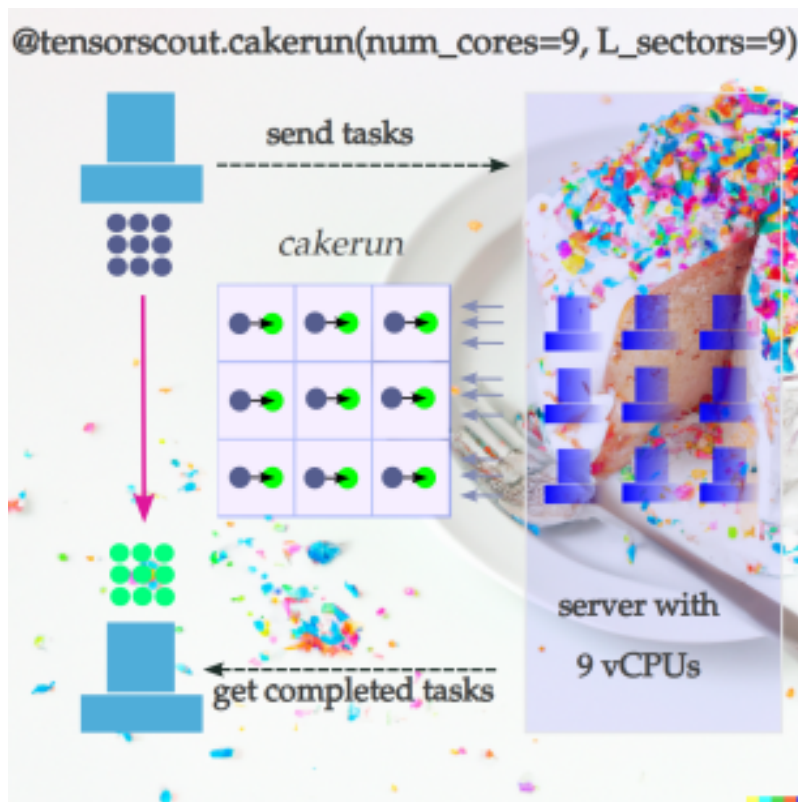 @tensorscout.cakerun(num_cores=9, L_sectors=9)
send tasks
cakerun
server with
9 vCPUs
get completed tasks